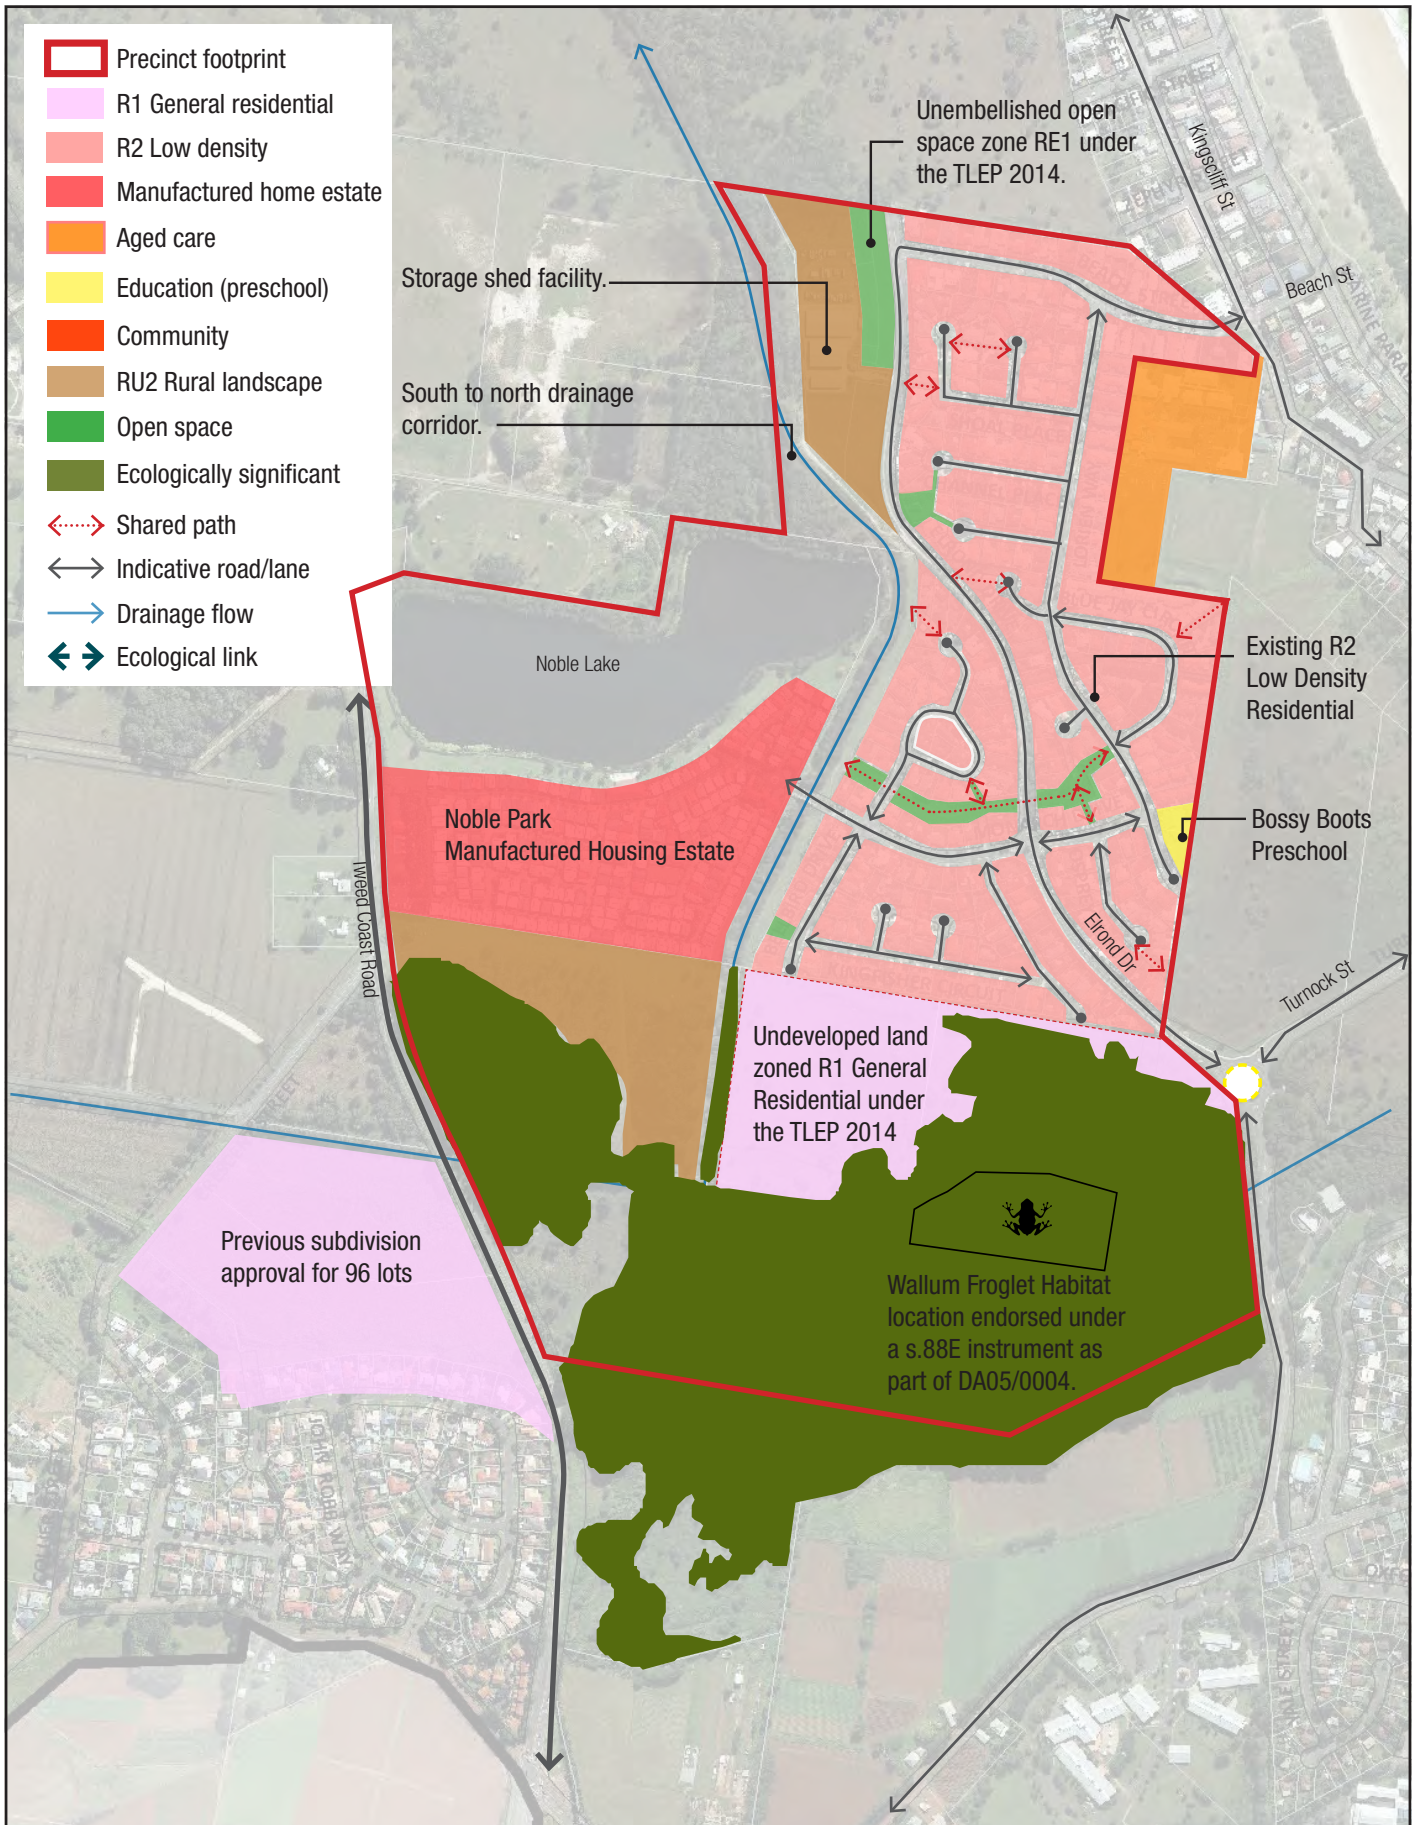 Precinct footprint
R1 General residential
R2 Low density
Manufactured home estate
Aged care
Education (preschool)
Community
RU2 Rural landscape
Open space
Ecologically significant
Shared path
Indicative road/lane
Drainage flow
Ecological link
Unembellished open
space zone RE1 under
the TLEP 2014.
Kingscliff St
Beach St
Storage shed facility.
South to north drainage
corridor.
Noble Lake
Existing R2
Low Density
Residential
Noble Park
Manufactured Housing Estate
Bossy Boots
Preschool
Tweed Coast Road
Elrond Dr
Turnock St
Undeveloped land
zoned R1 General
Residential under
the TLEP 2014
Previous subdivision
approval for 96 lots
Wallum Froglet Habitat
location endorsed under
a s.88E instrument as
part of DA05/0004.